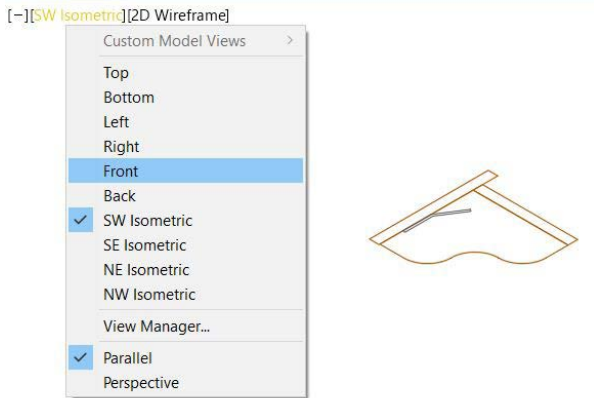 [−][SW Isometric][2D Wireframe]
Custom Model Views >
Top
Bottom
Left
Right
Front
Back
SW Isometric
SE Isometric
NE Isometric
NW Isometric
View Manager...
Parallel
Perspective